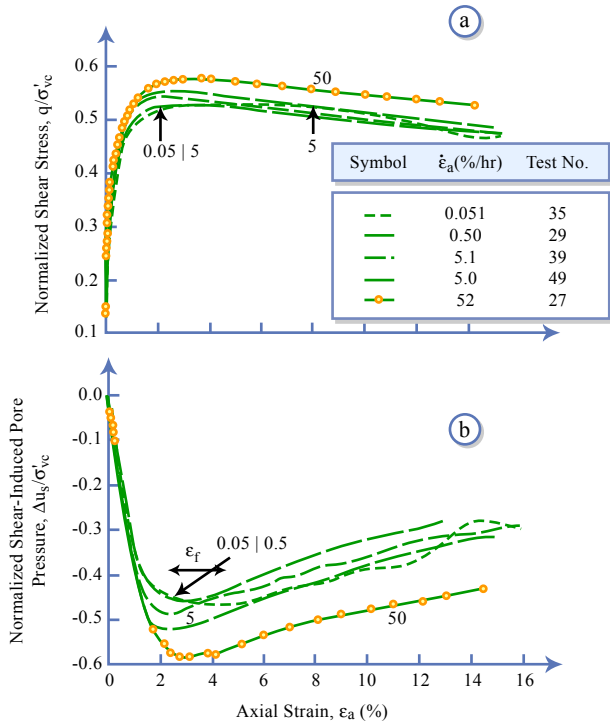 a
Normalized Shear Stress, q/σ'vc
0.6
0.5
0.4
0.3
0.2
0.1
50
0.05 | 5
5
Symbol ε̇a(%/hr) Test No.
0.051 35
0.50 29
5.1 39
5.0 49
52 27
b
Normalized Shear-Induced Pore
Pressure, Δus/σ'vc
0.0
-0.1
-0.2
-0.3
-0.4
-0.5
-0.6
εf
0.05 | 0.5
5
50
0 2 4 6 8 10 12 14 16
Axial Strain, εa (%)